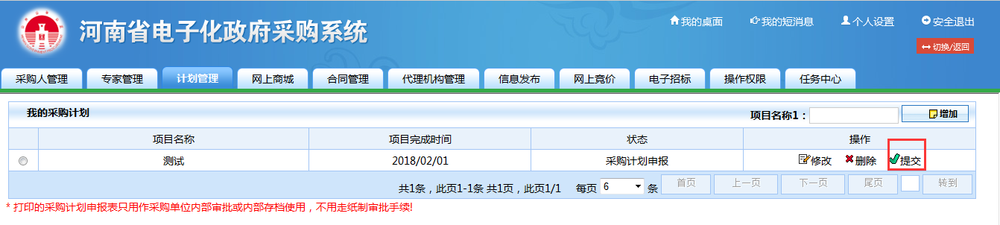 河南省电子化政府采购系统
我的桌面 我的短消息 个人设置 安全退出
切换/返回
采购人管理 专家管理 计划管理 网上商城 合同管理 代理机构管理 信息发布 网上竞价 电子招标 操作权限 任务中心
我的采购计划 项目名称1： 增加
项目名称 项目完成时间 状态 操作
测试 2018/02/01 采购计划申报 修改 删除 提交
共1条，此页1-1条 共1页，此页1/1 每页 6 条 首页 上一页 下一页 尾页 转到
* 打印的采购计划申报表只用作采购单位内部审批或内部存档使用，不用走纸制审批手续!